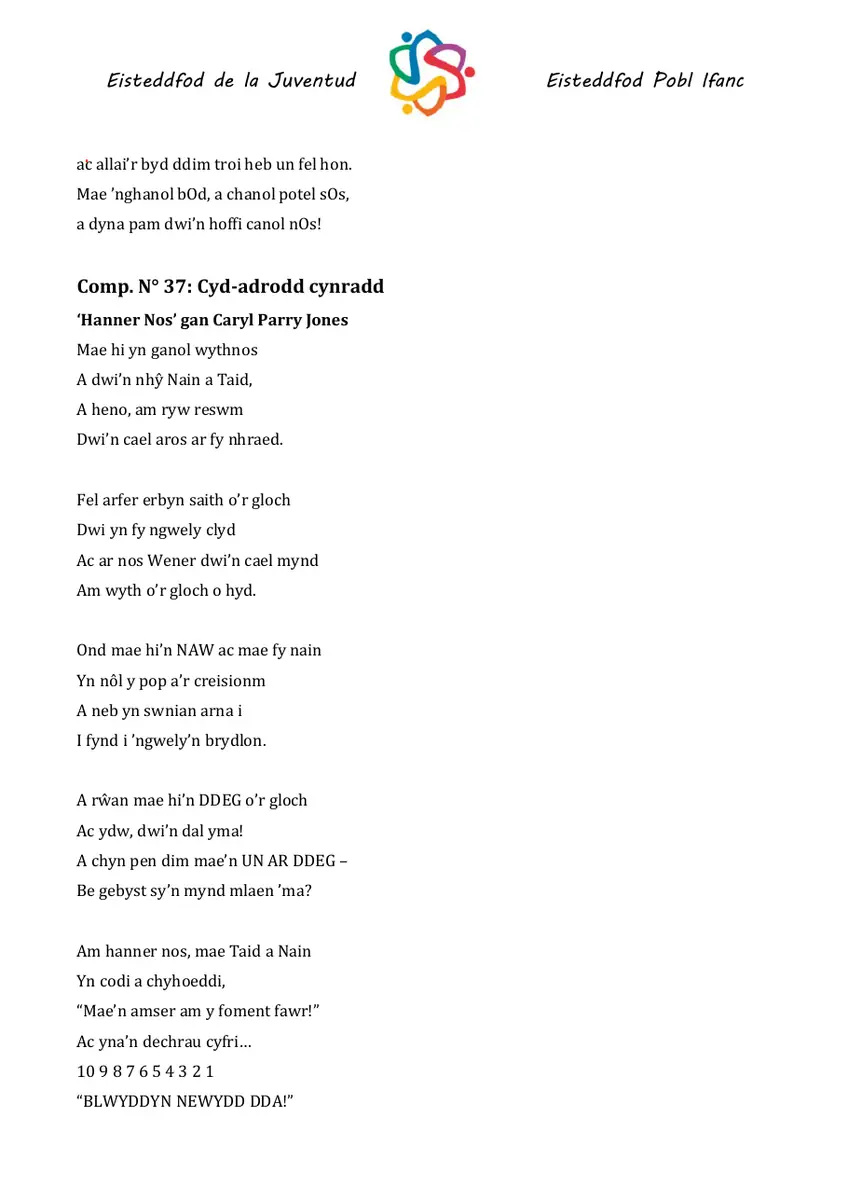 Eisteddfod de la Juventud
Eisteddfod Pobl Ifanc
ac allai’r byd ddim troi heb un fel hon.
Mae ’nghanol bOd, a chanol potel sOs,
a dyna pam dwi’n hoffi canol nOs!
Comp. N° 37: Cyd-adrodd cynradd
‘Hanner Nos’ gan Caryl Parry Jones
Mae hi yn ganol wythnos
A dwi’n nhŷ Nain a Taid,
A heno, am ryw reswm
Dwi’n cael aros ar fy nhraed.
Fel arfer erbyn saith o’r gloch
Dwi yn fy ngwely clyd
Ac ar nos Wener dwi’n cael mynd
Am wyth o’r gloch o hyd.
Ond mae hi’n NAW ac mae fy nain
Yn nôl y pop a’r creisionm
A neb yn swnian arna i
I fynd i ’ngwely’n brydlon.
A rŵan mae hi’n DDEG o’r gloch
Ac ydw, dwi’n dal yma!
A chyn pen dim mae’n UN AR DDEG –
Be gebyst sy’n mynd mlaen ’ma?
Am hanner nos, mae Taid a Nain
Yn codi a chyhoeddi,
“Mae’n amser am y foment fawr!”
Ac yna’n dechrau cyfri…
10 9 8 7 6 5 4 3 2 1
“BLWYDDYN NEWYDD DDA!”